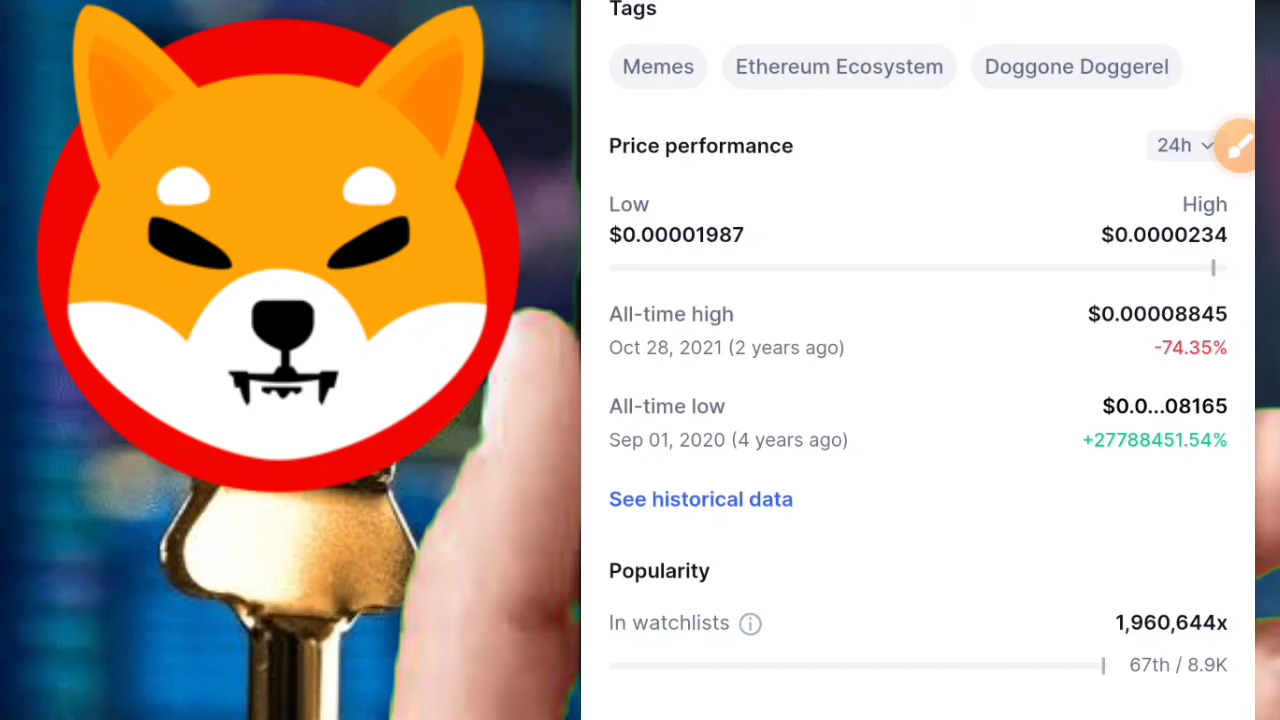 Tags
Memes Ethereum Ecosystem Doggone Doggerel
Price performance 24h
Low High
$0.00001987 $0.0000234
All-time high $0.00008845
Oct 28, 2021 (2 years ago) -74.35%
All-time low $0.0...08165
Sep 01, 2020 (4 years ago) +27788451.54%
See historical data
Popularity
In watchlists 1,960,644x
67th / 8.9K